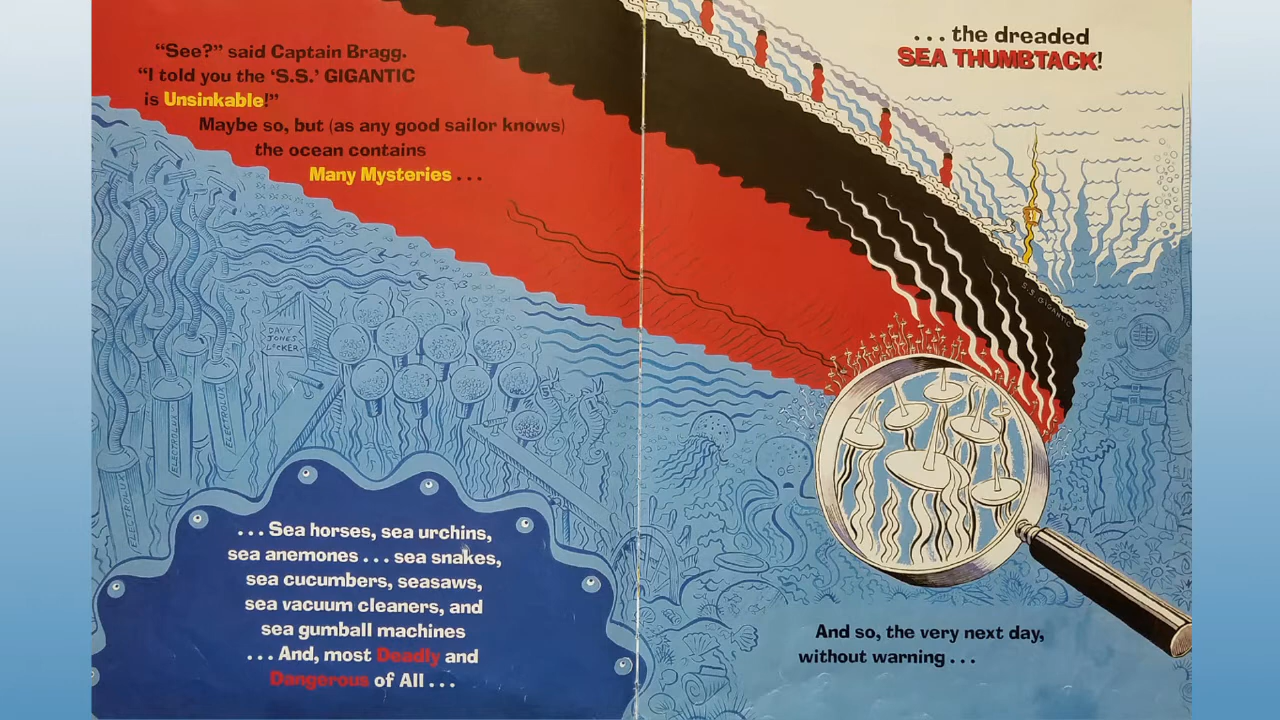 “See?” said Captain Bragg.
“I told you the ‘S.S.’ GIGANTIC
is Unsinkable!”
Maybe so, but (as any good sailor knows)
the ocean contains
Many Mysteries . . .
DAVY
JONES
LOCKER
ELECTROLUX
ELECTROLUX
ELECTROLUX
. . . Sea horses, sea urchins,
sea anemones . . . sea snakes,
sea cucumbers, seasaws,
sea vacuum cleaners, and
sea gumball machines
. . . And, most Deadly and
Dangerous of All . . .
. . . the dreaded
SEA THUMBTACK!
S.S. GIGANTIC
And so, the very next day,
without warning . . .